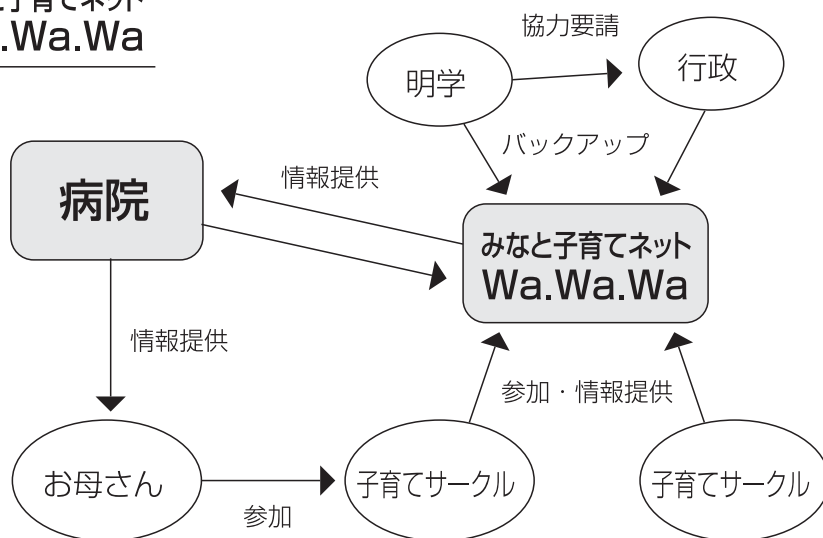 と子育てネット
.Wa.Wa
協力要請
明学
行政
バックアップ
病院
情報提供
みなと子育てネット
Wa.Wa.Wa
情報提供
参加・情報提供
お母さん
参加
子育てサークル
子育てサークル